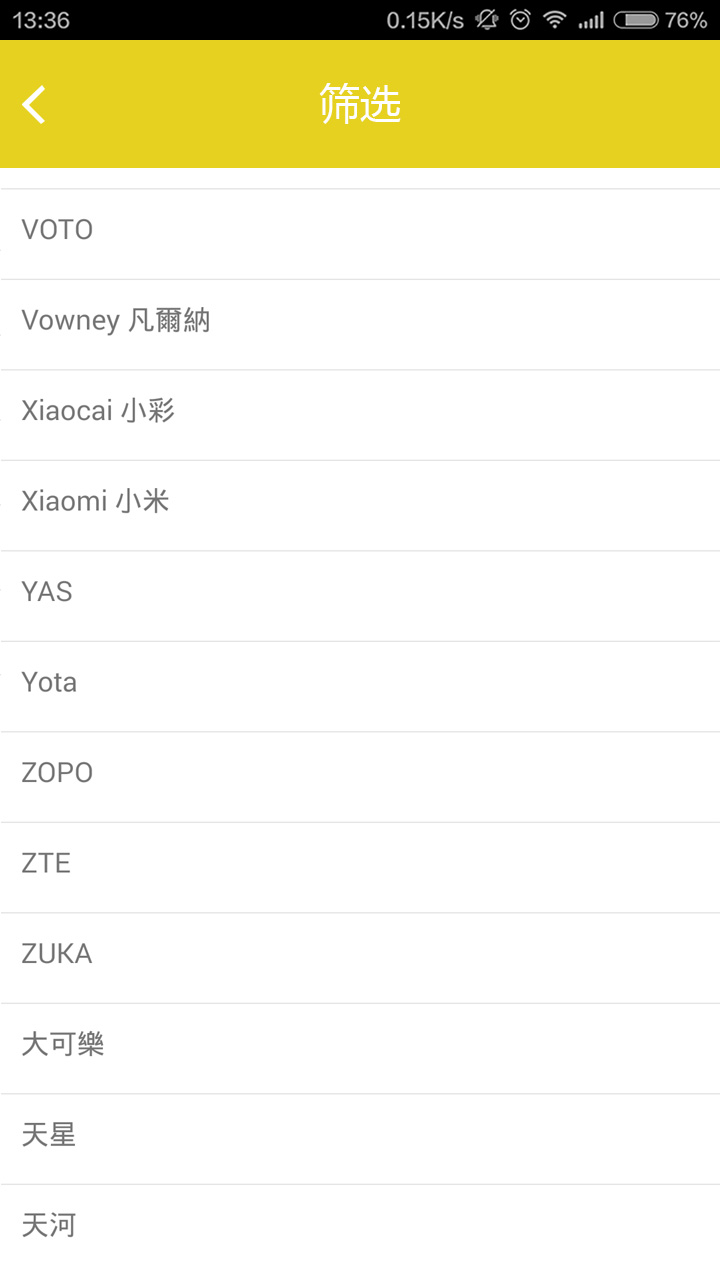 13:36 0.15K/s 76%
筛选
VOTO
Vowney 凡爾納
Xiaocai 小彩
Xiaomi 小米
YAS
Yota
ZOPO
ZTE
ZUKA
大可樂
天星
天河